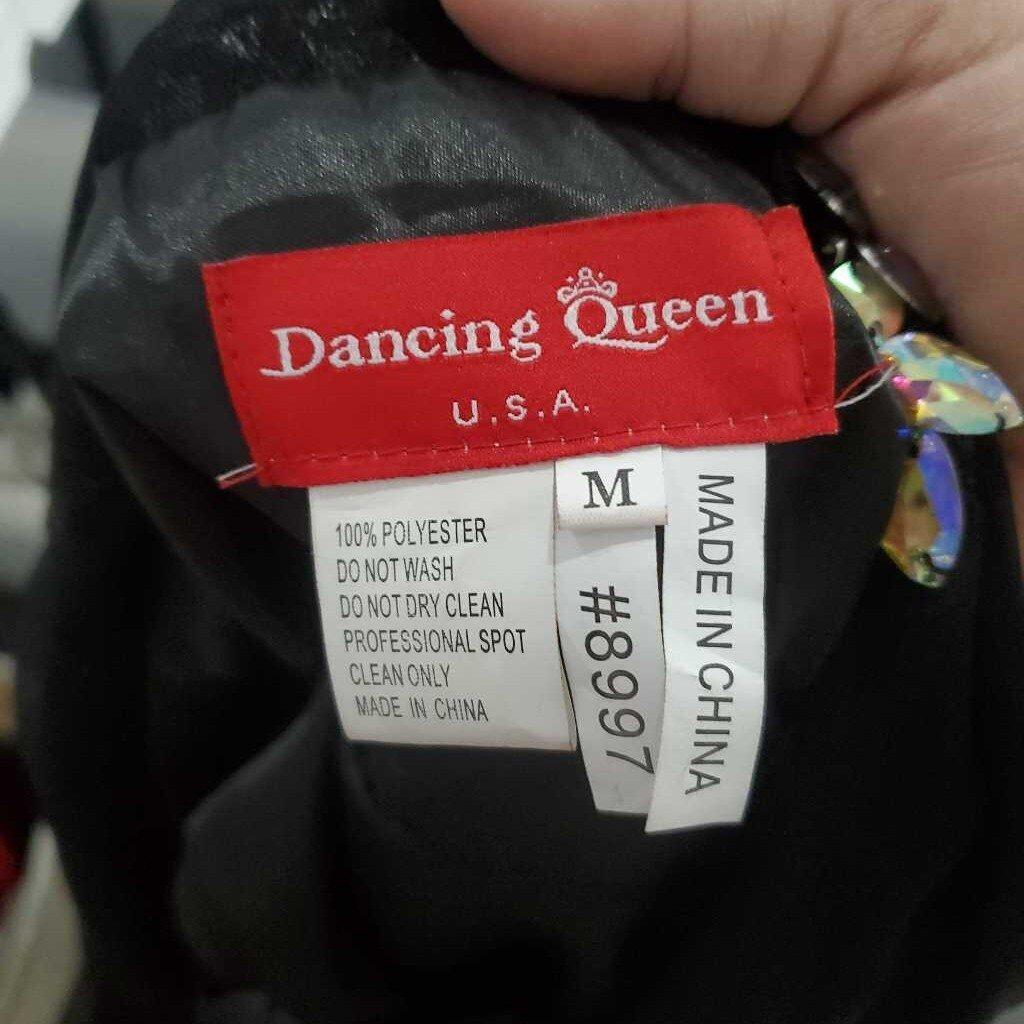 Dancing Queen
U.S.A.
100% POLYESTER
DO NOT WASH
DO NOT DRY CLEAN
PROFESSIONAL SPOT
CLEAN ONLY
MADE IN CHINA
M
#8997
MADE IN CHINA